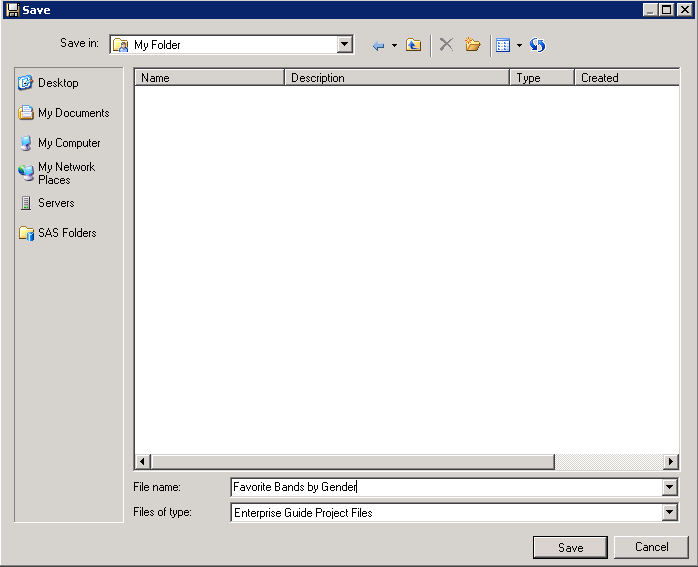 Save
Save in: My Folder
Name Description Type Created
Desktop
My Documents
My Computer
My Network
Places
Servers
SAS Folders
File name: Favorite Bands by Gender
Files of type: Enterprise Guide Project Files
Save Cancel